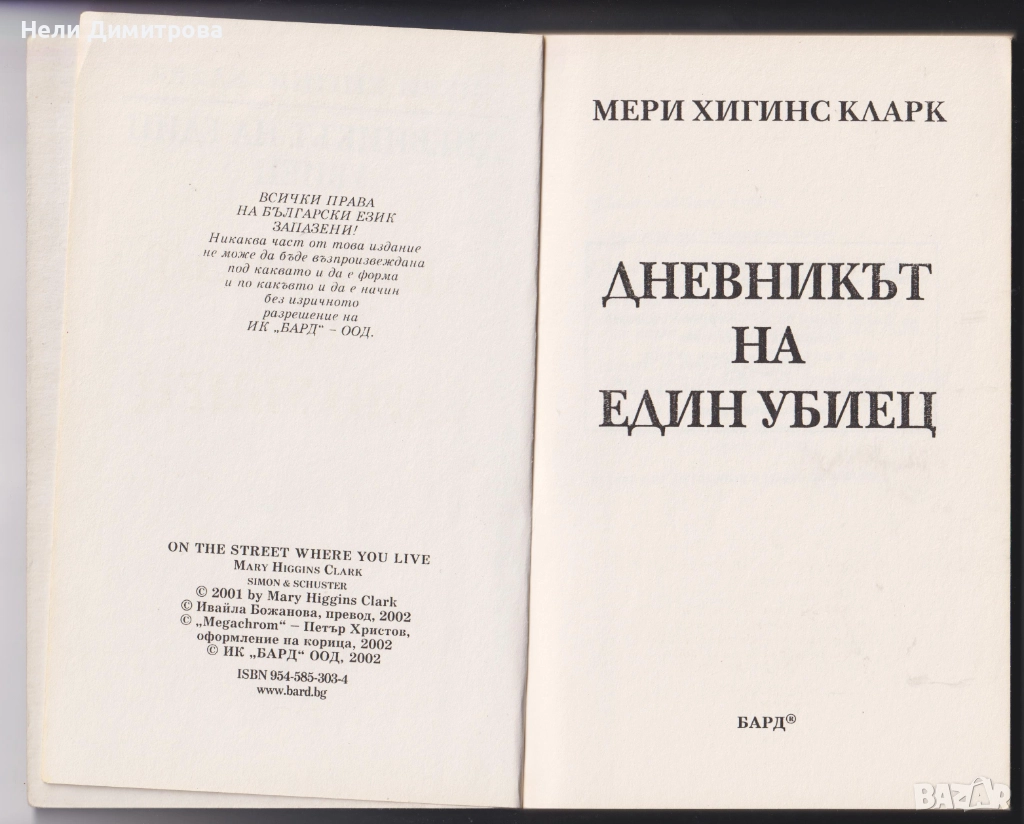 Нели Димитрова
ВСИЧКИ ПРАВА
НА БЪЛГАРСКИ ЕЗИК
ЗАПАЗЕНИ!
Никаква част от това издание
не може да бъде възпроизвеждана
под каквато и да е форма
и по какъвто и да е начин
без изричното
разрешение на
ИК „БАРД“ – ООД.
ON THE STREET WHERE YOU LIVE
MARY HIGGINS CLARK
SIMON & SCHUSTER
© 2001 by Mary Higgins Clark
© Ивайла Божанова, превод, 2002
© „Megachrom“ – Петър Христов,
оформление на корица, 2002
© ИК „БАРД“ ООД, 2002
ISBN 954-585-303-4
www.bard.bg
МЕРИ ХИГИНС КЛАРК
ДНЕВНИКЪТ
НА
ЕДИН УБИЕЦ
БАРД®
BAZAR